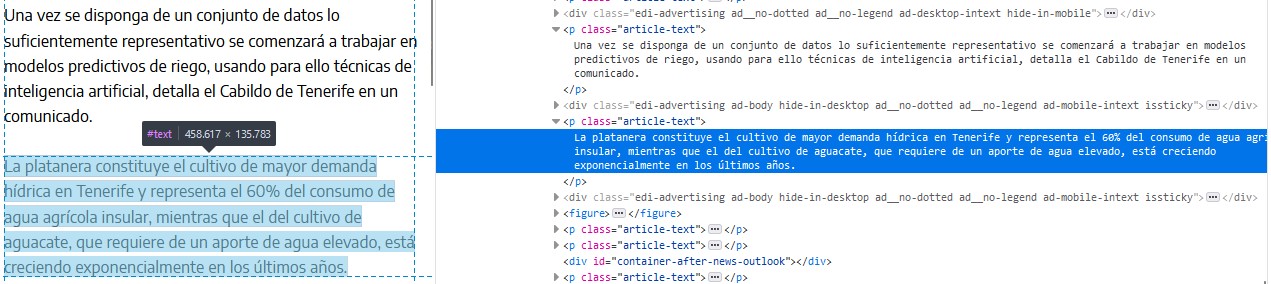 Una vez se disponga de un conjunto de datos lo
suficientemente representativo se comenzará a trabajar en
modelos predictivos de riego, usando para ello técnicas de
inteligencia artificial, detalla el Cabildo de Tenerife en un
comunicado.
#text 458.617 × 135.783
La platanera constituye el cultivo de mayor demanda
hídrica en Tenerife y representa el 60% del consumo de
agua agrícola insular, mientras que el del cultivo de
aguacate, que requiere de un aporte de agua elevado, está
creciendo exponencialmente en los últimos años.
<div class="edi-advertising ad__no-dotted ad__no-legend ad-desktop-intext hide-in-mobile">…</div>
<p class="article-text">
Una vez se disponga de un conjunto de datos lo suficientemente representativo se comenzará a trabajar en modelos
predictivos de riego, usando para ello técnicas de inteligencia artificial, detalla el Cabildo de Tenerife en un
comunicado.
</p>
<div class="edi-advertising ad-body hide-in-desktop ad__no-dotted ad__no-legend ad-mobile-intext issticky">…</div>
<p class="article-text">
La platanera constituye el cultivo de mayor demanda hídrica en Tenerife y representa el 60% del consumo de agua agrí
insular, mientras que el del cultivo de aguacate, que requiere de un aporte de agua elevado, está creciendo
exponencialmente en los últimos años.
</p>
<div class="edi-advertising ad-body hide-in-desktop ad__no-dotted ad__no-legend ad-mobile-intext issticky">…</div>
<figure>…</figure>
<p class="article-text">…</p>
<p class="article-text">…</p>
<div id="container-after-news-outlook"></div>
<p class="article-text">…</p>